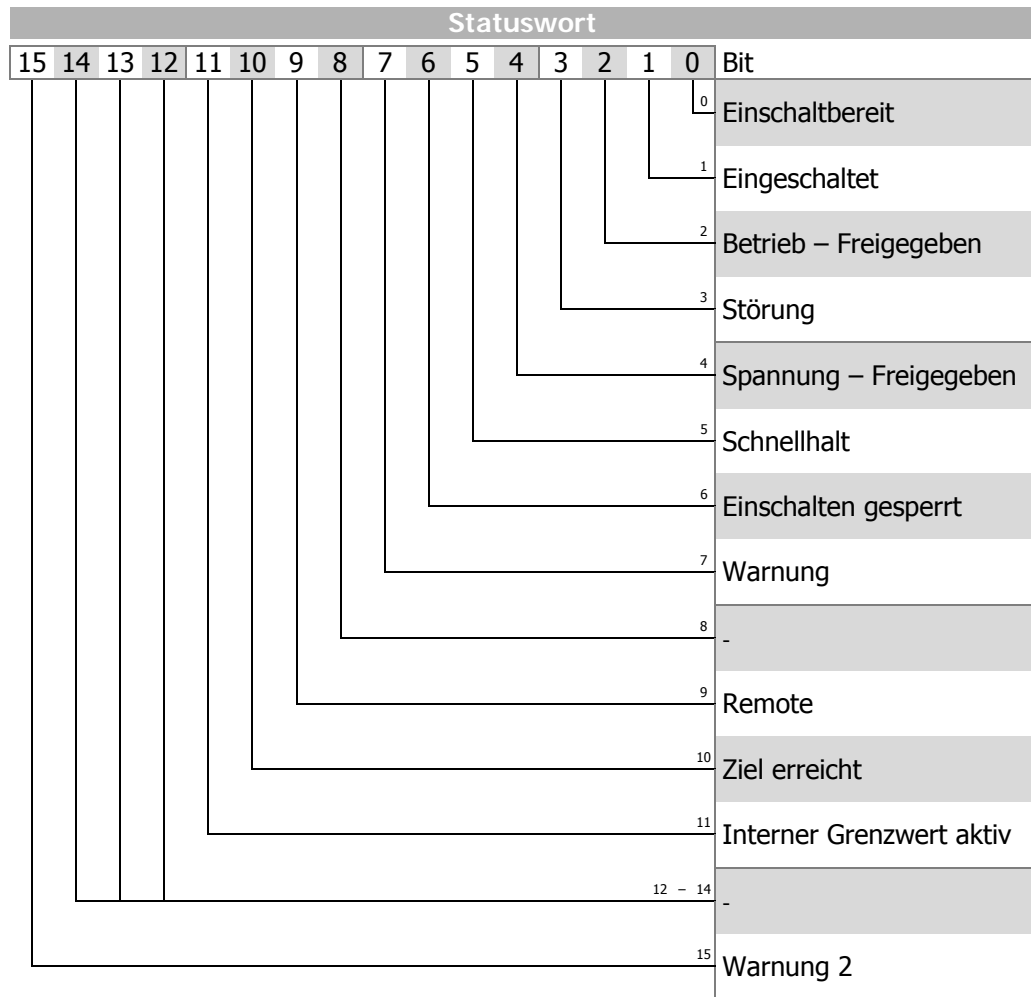 Statuswort
15 14 13 12 11 10 9 8 7 6 5 4 3 2 1 0 Bit
0 Einschaltbereit
1 Eingeschaltet
2 Betrieb – Freigegeben
3 Störung
4 Spannung – Freigegeben
5 Schnellhalt
6 Einschalten gesperrt
7 Warnung
8 -
9 Remote
10 Ziel erreicht
11 Interner Grenzwert aktiv
12 – 14 -
15 Warnung 2